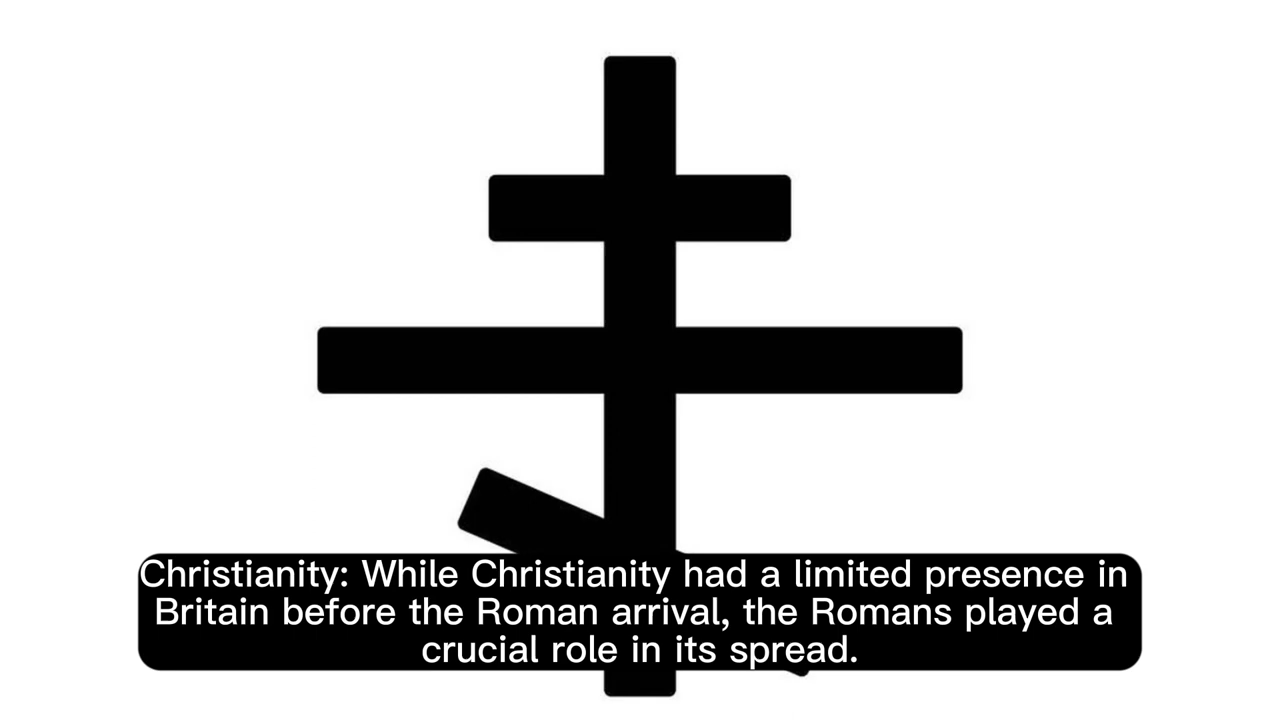 Christianity: While Christianity had a limited presence in
Britain before the Roman arrival, the Romans played a
crucial role in its spread.